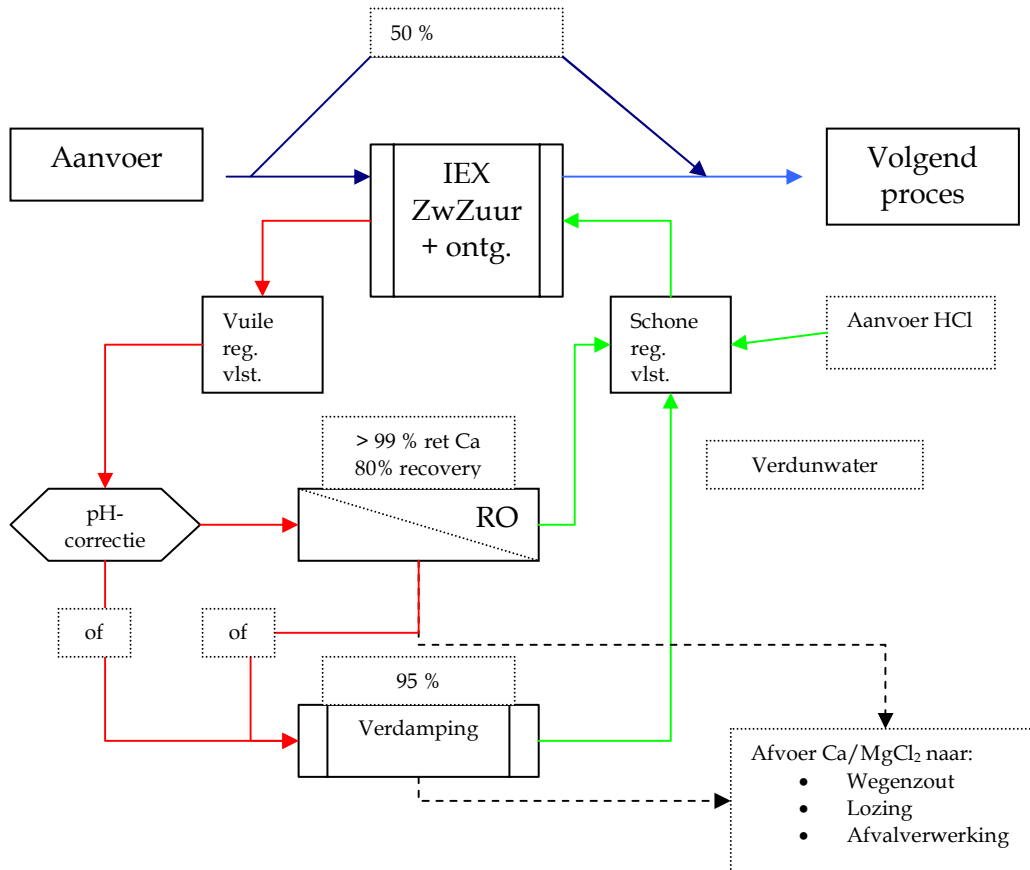 50 %
Aanvoer
IEX
ZwZuur
+ ontg.
Volgend
proces
Vuile
reg.
vlst.
Schone
reg.
vlst.
Aanvoer HCl
> 99 % ret Ca
80% recovery
Verdunwater
pH-
correctie
RO
of
of
95 %
Verdamping
Afvoer Ca/MgCl₂ naar:
• Wegenzout
• Lozing
• Afvalverwerking